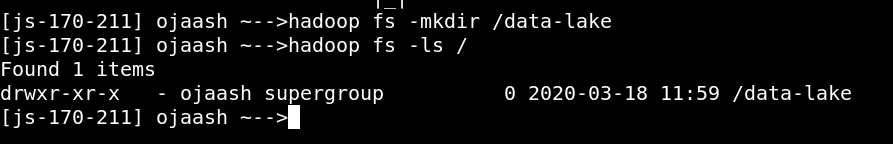 [js-170-211] ojaash ~-->hadoop fs -mkdir /data-lake
[js-170-211] ojaash ~-->hadoop fs -ls /
Found 1 items
drwxr-xr-x   - ojaash supergroup          0 2020-03-18 11:59 /data-lake
[js-170-211] ojaash ~-->